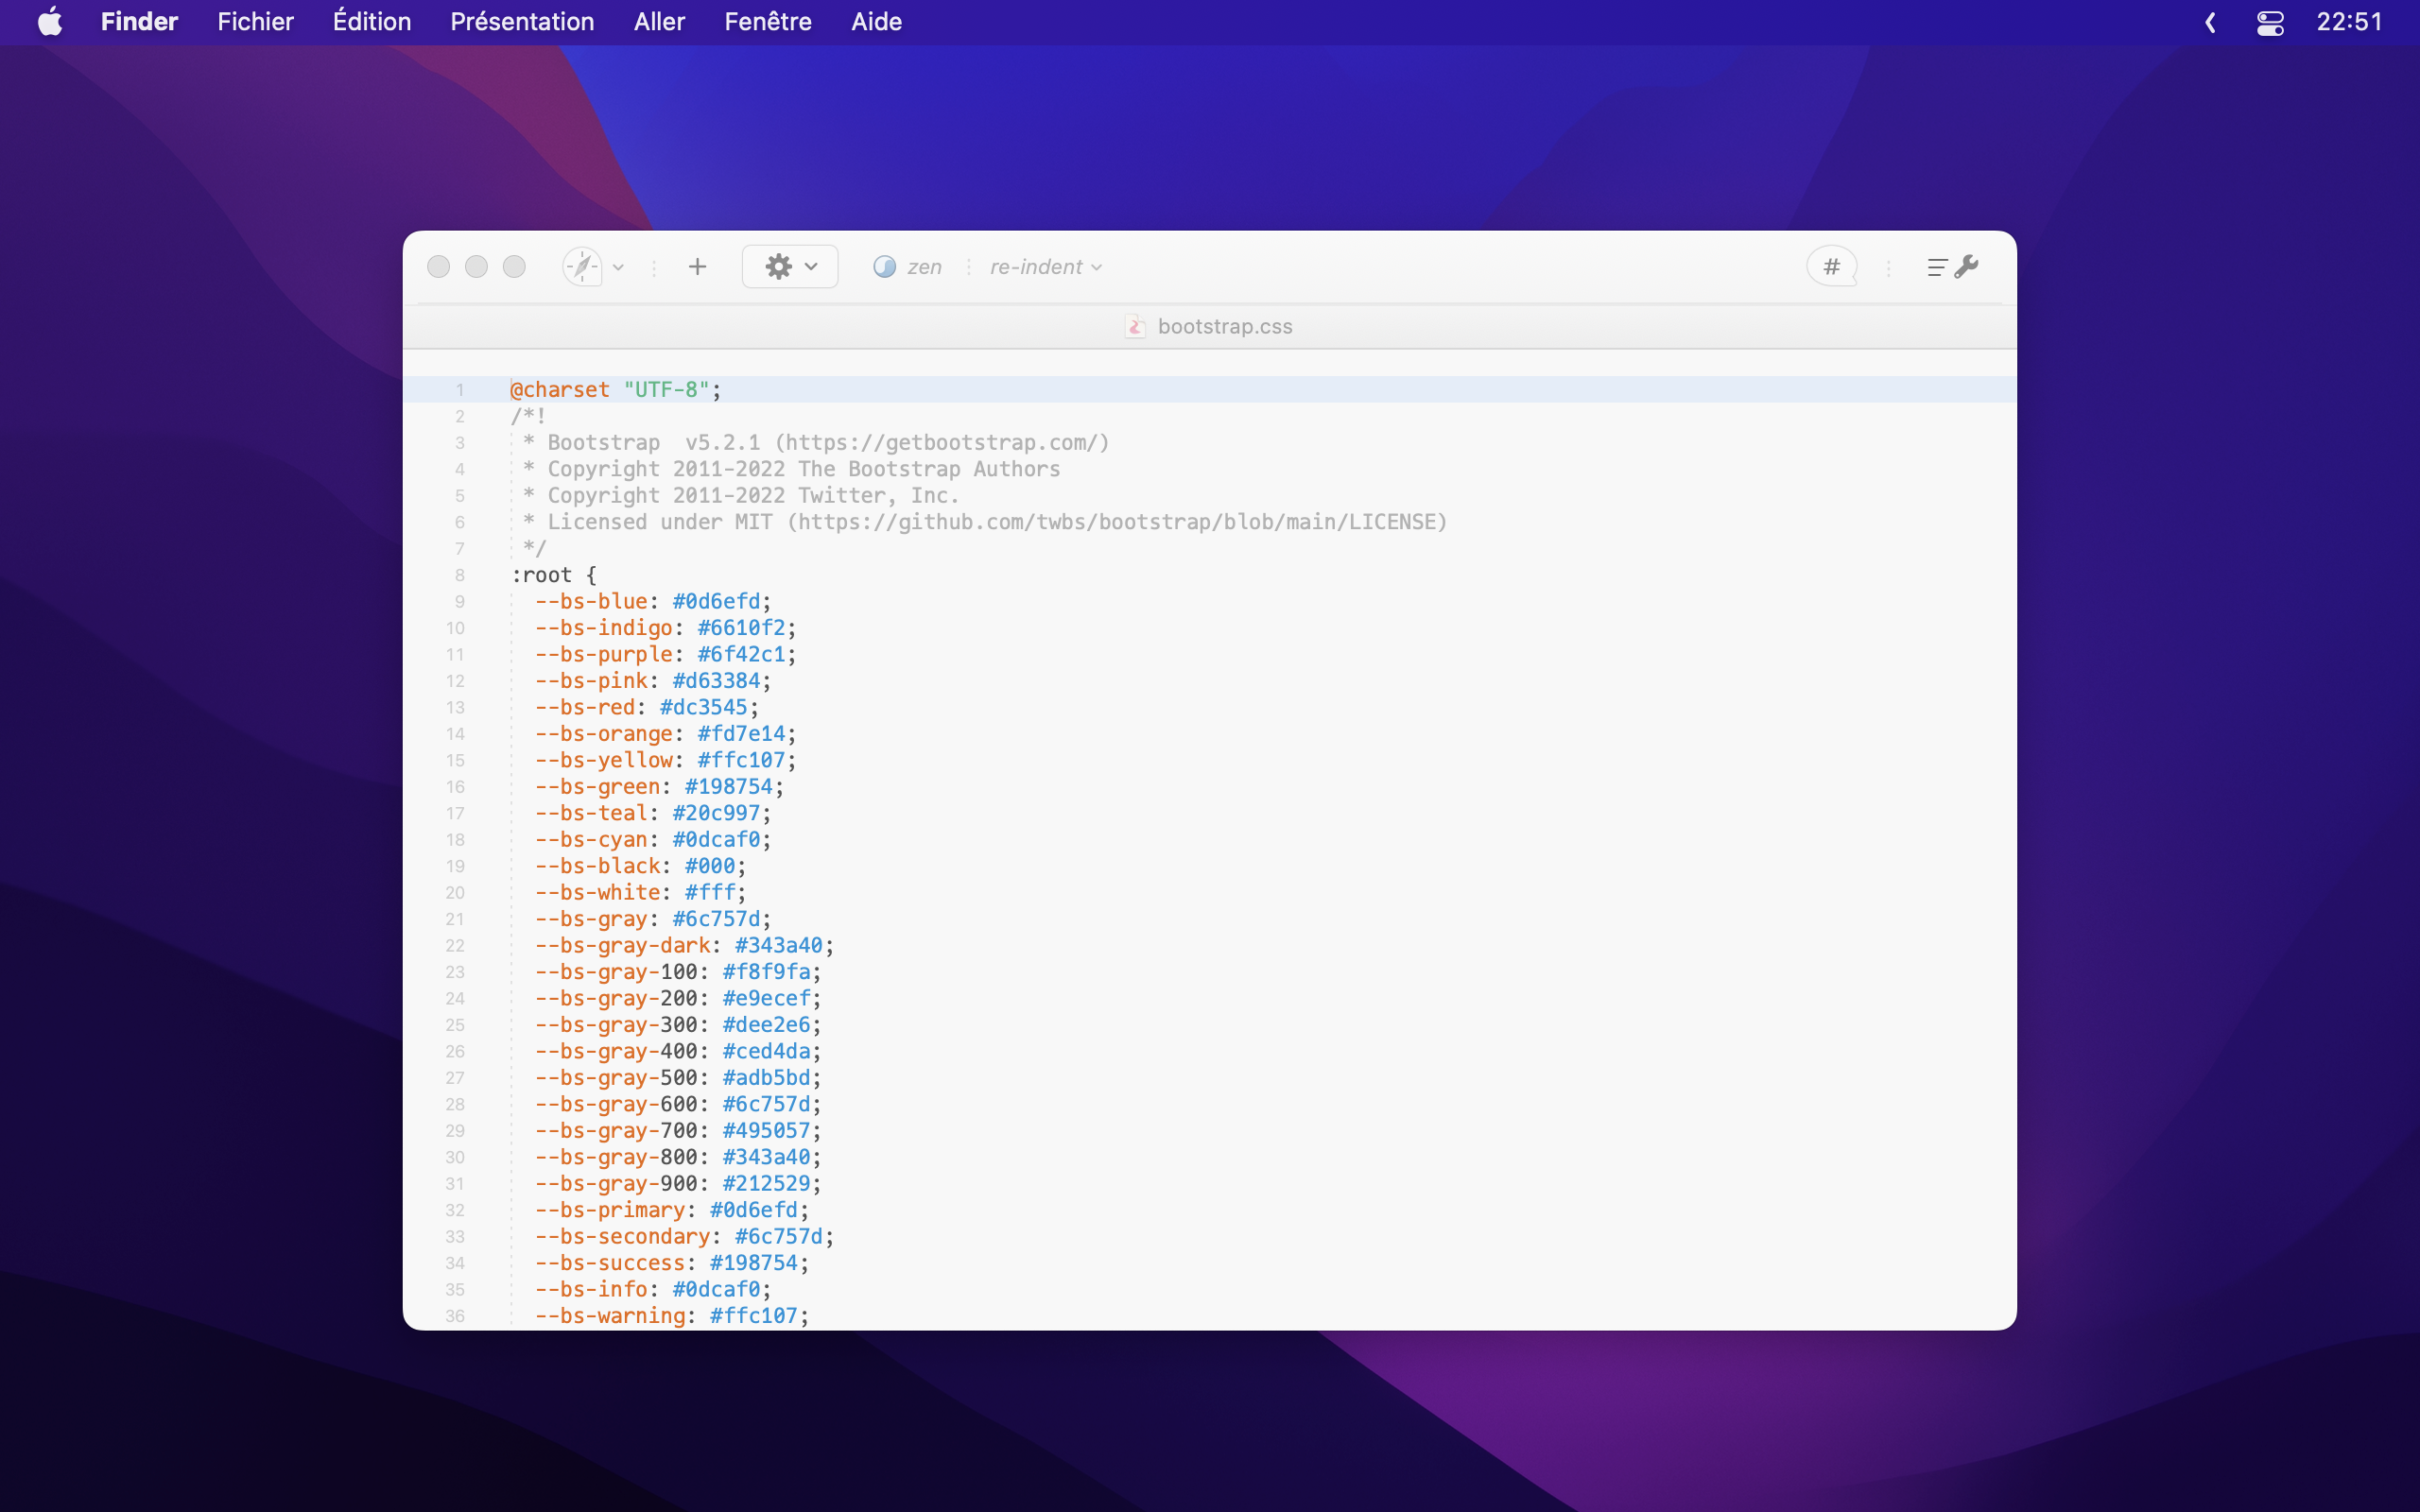 Finder Fichier Édition Présentation Aller Fenêtre Aide 22:51
zen re-indent #
bootstrap.css
1 @charset "UTF-8";
2 /*!
3  * Bootstrap  v5.2.1 (https://getbootstrap.com/)
4  * Copyright 2011-2022 The Bootstrap Authors
5  * Copyright 2011-2022 Twitter, Inc.
6  * Licensed under MIT (https://github.com/twbs/bootstrap/blob/main/LICENSE)
7  */
8 :root {
9   --bs-blue: #0d6efd;
10   --bs-indigo: #6610f2;
11   --bs-purple: #6f42c1;
12   --bs-pink: #d63384;
13   --bs-red: #dc3545;
14   --bs-orange: #fd7e14;
15   --bs-yellow: #ffc107;
16   --bs-green: #198754;
17   --bs-teal: #20c997;
18   --bs-cyan: #0dcaf0;
19   --bs-black: #000;
20   --bs-white: #fff;
21   --bs-gray: #6c757d;
22   --bs-gray-dark: #343a40;
23   --bs-gray-100: #f8f9fa;
24   --bs-gray-200: #e9ecef;
25   --bs-gray-300: #dee2e6;
26   --bs-gray-400: #ced4da;
27   --bs-gray-500: #adb5bd;
28   --bs-gray-600: #6c757d;
29   --bs-gray-700: #495057;
30   --bs-gray-800: #343a40;
31   --bs-gray-900: #212529;
32   --bs-primary: #0d6efd;
33   --bs-secondary: #6c757d;
34   --bs-success: #198754;
35   --bs-info: #0dcaf0;
36   --bs-warning: #ffc107;